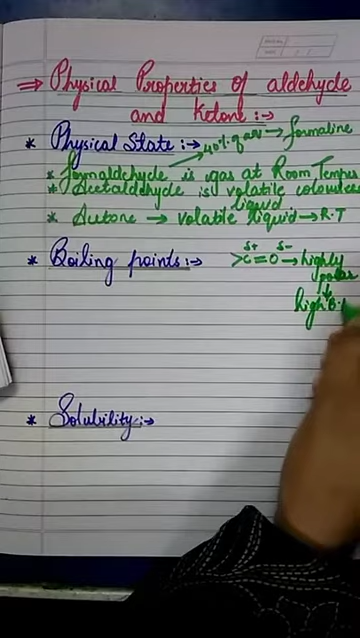 ⇒ Physical Properties of aldehyde
and Ketone :→
* Physical State :→ 40% aq → formaline
* formaldehyde is gas at Room Temper
* Acetaldehyde is volatile colourless
liquid
* Acetone → volatile liquid → R.T
* Boiling points :→ >C=O → highly
δ+ δ-
polar
↓
high B.
* Solubility :→